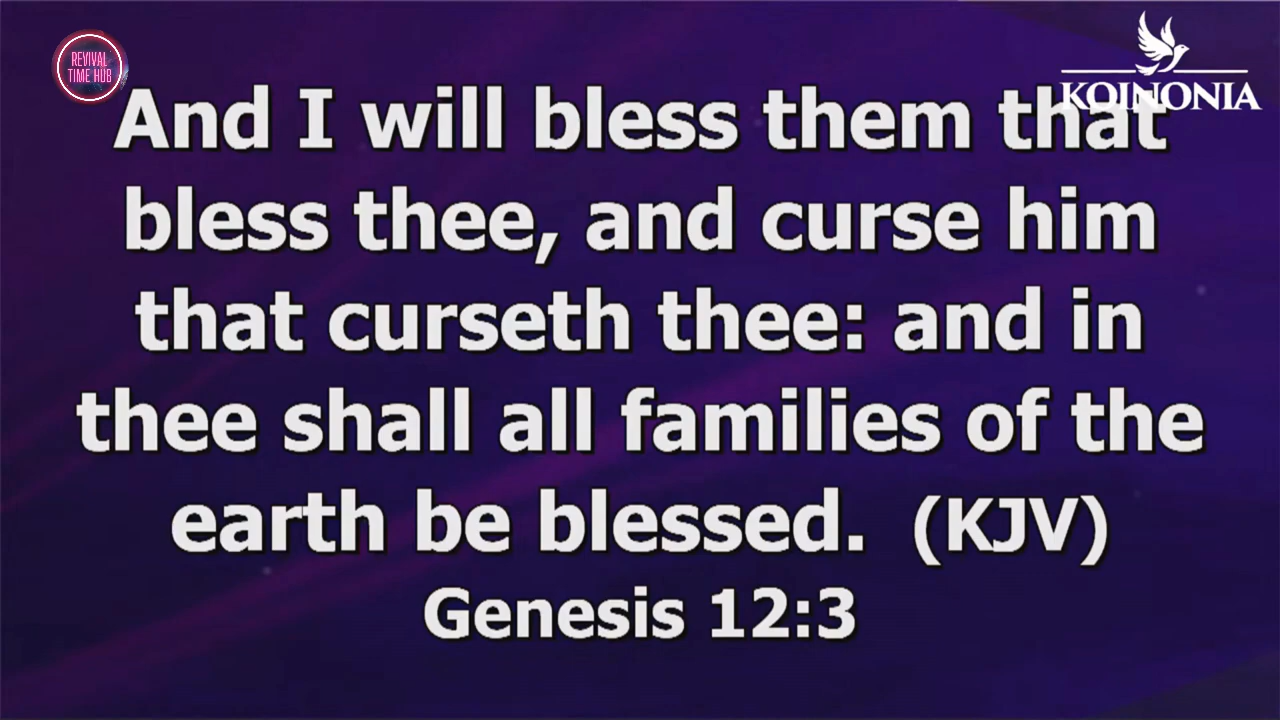 REVIVAL
TIME HUB
KOINONIA
And I will bless them that
bless thee, and curse him
that curseth thee: and in
thee shall all families of the
earth be blessed. (KJV)
Genesis 12:3